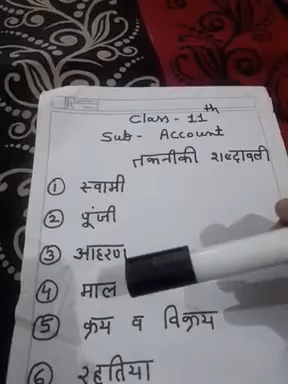 Class - 11th
Sub - Account
तकनीकी शब्दावली
① स्वामी
② पूंजी
③ आहरण
④ माल
⑤ क्रय व विक्रय
⑥ रहतिया